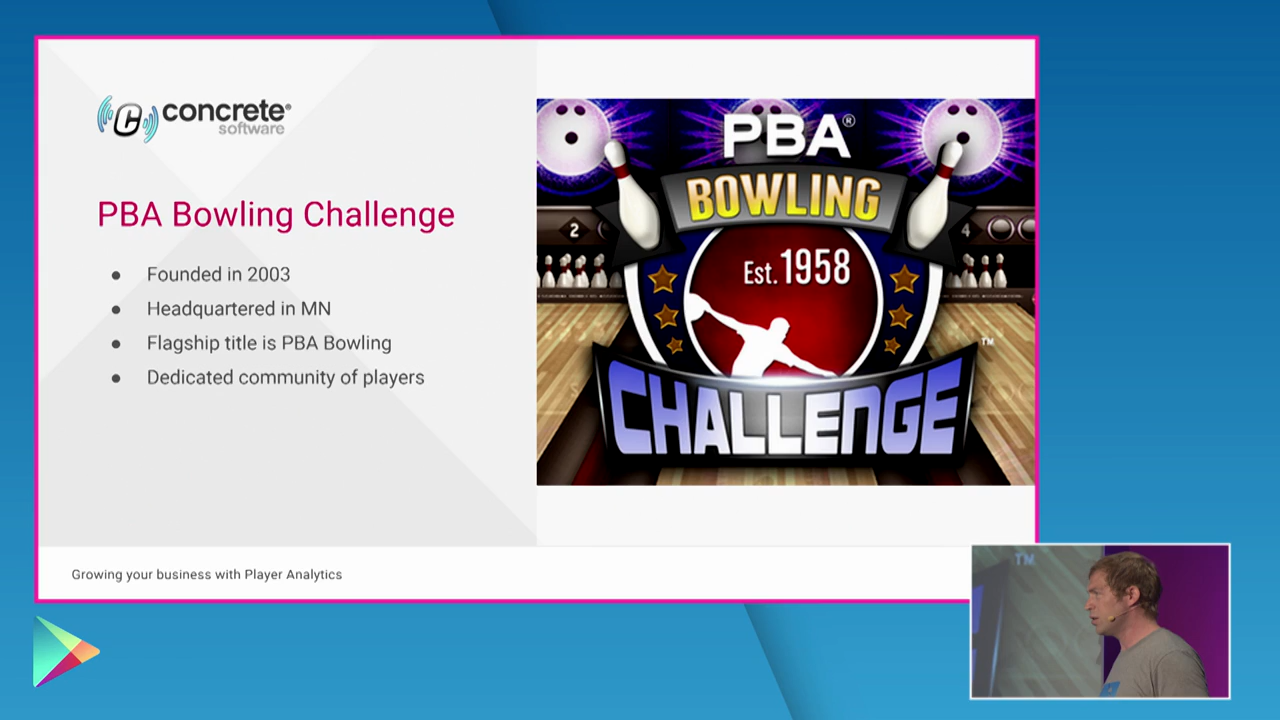 concrete®
software
PBA Bowling Challenge
● Founded in 2003
● Headquartered in MN
● Flagship title is PBA Bowling
● Dedicated community of players
PBA®
BOWLING
2
4
Est. 1958
CHALLENGE™
Growing your business with Player Analytics
TM